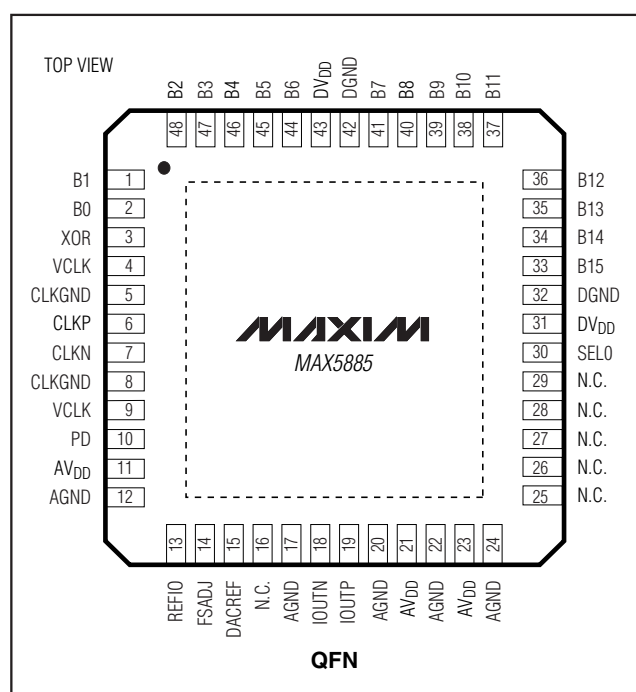 TOP VIEW
B2 B3 B4 B5 B6 DVDD DGND B7 B8 B9 B10 B11
48 47 46 45 44 43 42 41 40 39 38 37
B1 1
B0 2
XOR 3
VCLK 4
CLKGND 5
CLKP 6
CLKN 7
CLKGND 8
VCLK 9
PD 10
AVDD 11
AGND 12
MAXIM
MAX5885
36 B12
35 B13
34 B14
33 B15
32 DGND
31 DVDD
30 SEL0
29 N.C.
28 N.C.
27 N.C.
26 N.C.
25 N.C.
13 14 15 16 17 18 19 20 21 22 23 24
REFIO FSADJ DACREF N.C. AGND IOUTN IOUTP AGND AVDD AGND AVDD AGND
QFN